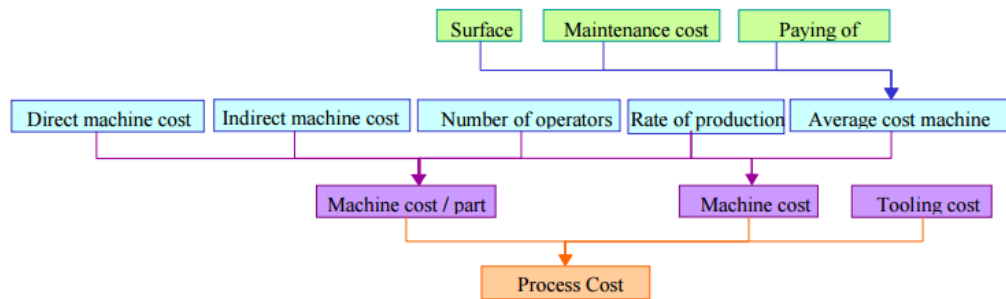 Surface
Maintenance cost
Paying of
Direct machine cost
Indirect machine cost
Number of operators
Rate of production
Average cost machine
Machine cost / part
Machine cost
Tooling cost
Process Cost